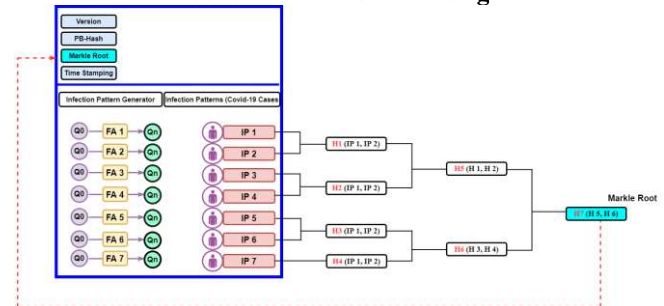 Version
PB-Hash
Markle Root
Time Stamping
Infection Pattern Generator
Infection Patterns (Covid-19 Cases
Q0 FA 1 Qn IP 1
Q0 FA 2 Qn IP 2
Q0 FA 3 Qn IP 3
Q0 FA 4 Qn IP 4
Q0 FA 5 Qn IP 5
Q0 FA 6 Qn IP 6
Q0 FA 7 Qn IP 7
H1 (IP 1, IP 2)
H2 (IP 1, IP 2)
H3 (IP 1, IP 2)
H4 (IP 1, IP 2)
H5 (H 1, H 2)
H6 (H 3, H 4)
Markle Root
H7 (H 5, H 6)